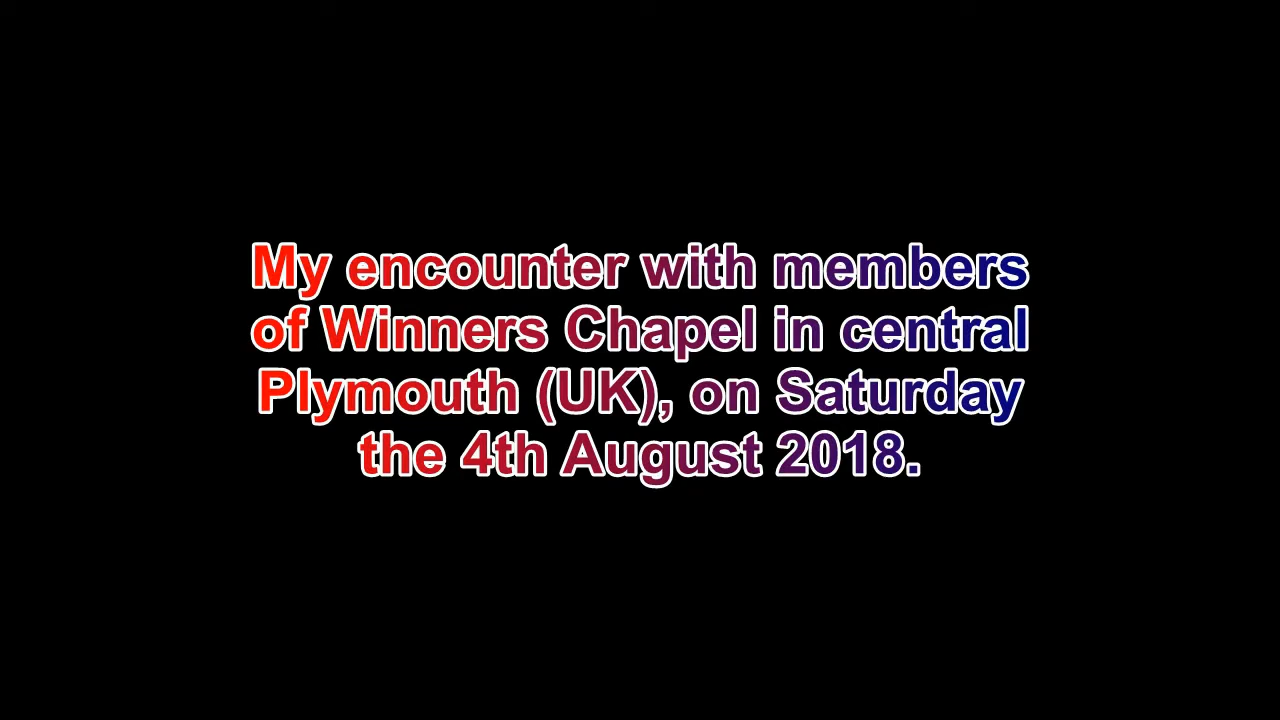 My encounter with members
of Winners Chapel in central
Plymouth (UK), on Saturday
the 4th August 2018.